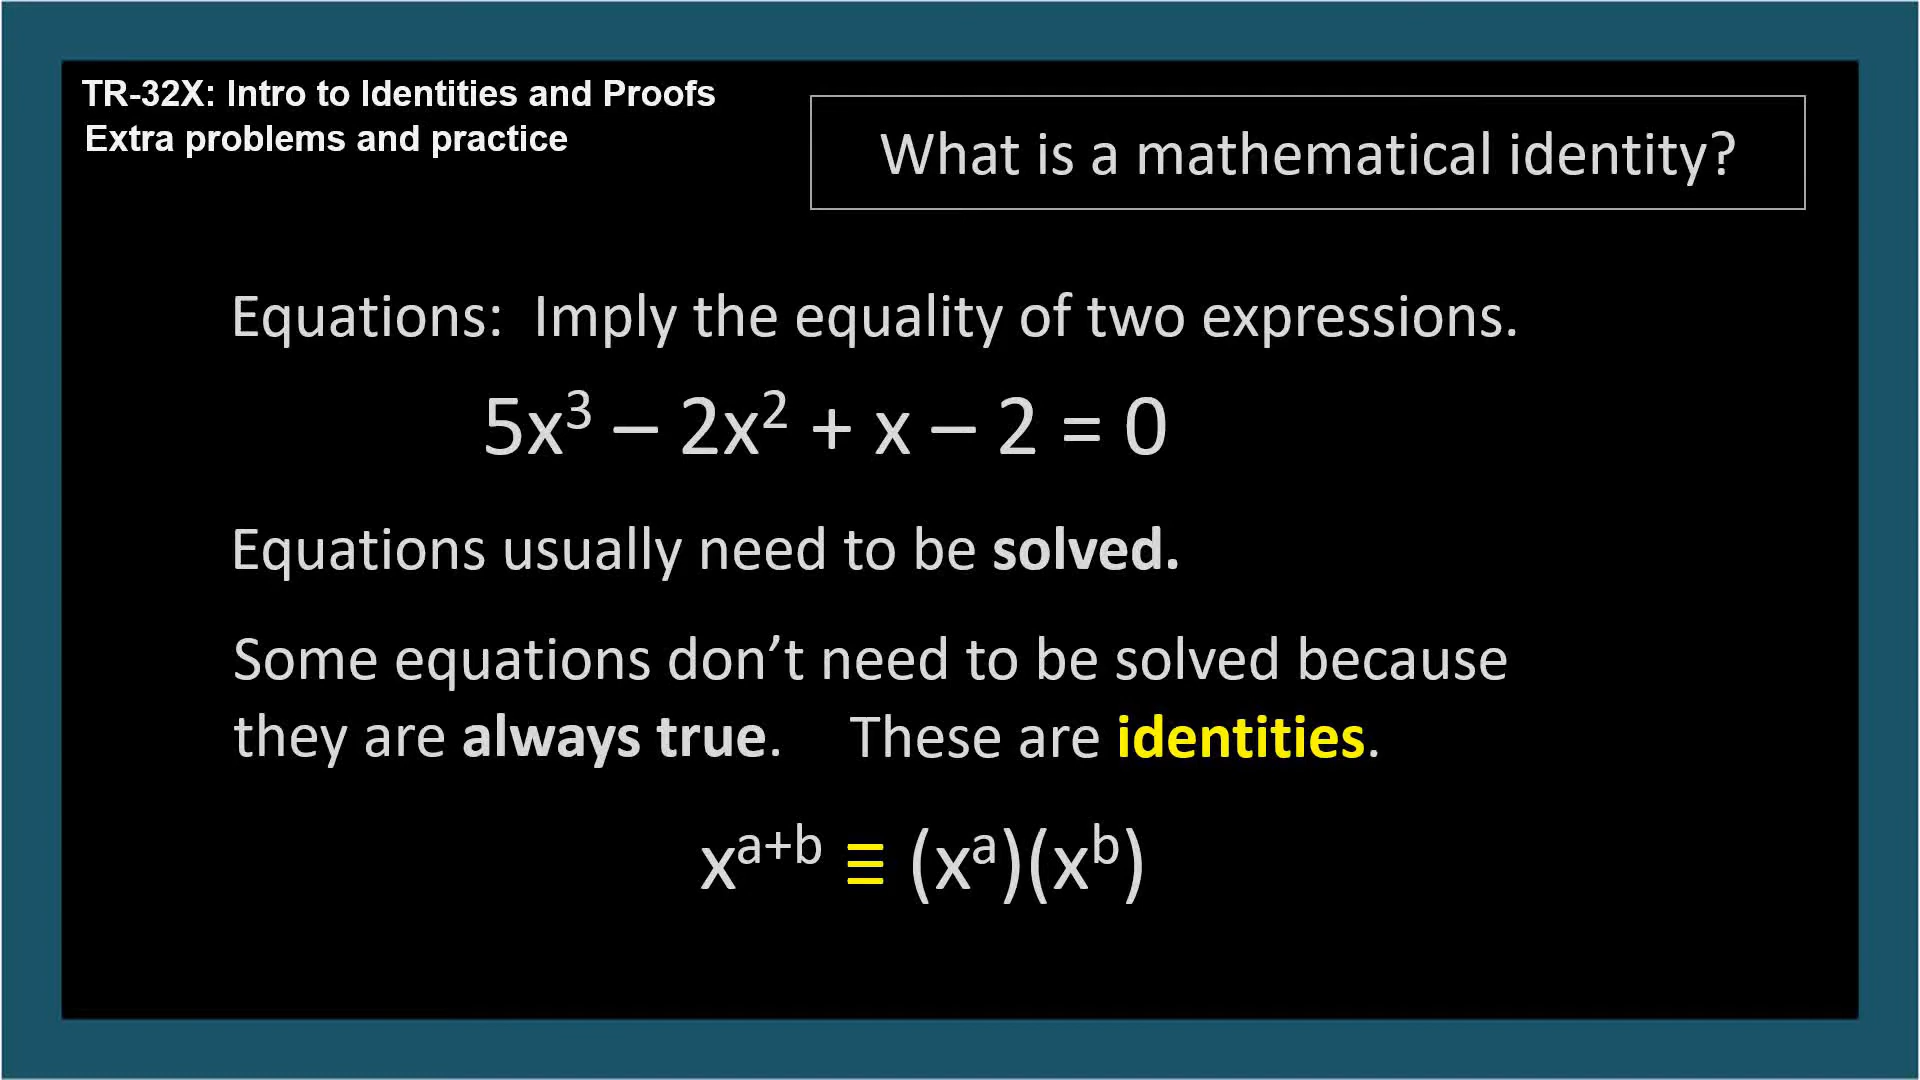 TR-32X: Intro to Identities and Proofs
Extra problems and practice
What is a mathematical identity?
Equations: Imply the equality of two expressions.
5x³ – 2x² + x – 2 = 0
Equations usually need to be solved.
Some equations don’t need to be solved because
they are always true. These are identities.
xᵃ⁺ᵇ ≡ (xᵃ)(xᵇ)